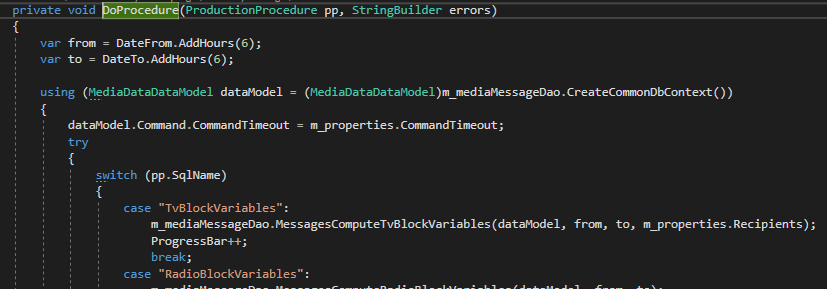 private void DoProcedure(ProductionProcedure pp, StringBuilder errors)
{
var from = DateFrom.AddHours(6);
var to = DateTo.AddHours(6);
using (MediaDataDataModel dataModel = (MediaDataDataModel)m_mediaMessageDao.CreateCommonDbContext())
{
dataModel.Command.CommandTimeout = m_properties.CommandTimeout;
try
{
switch (pp.SqlName)
{
case "TvBlockVariables":
m_mediaMessageDao.MessagesComputeTvBlockVariables(dataModel, from, to, m_properties.Recipients);
ProgressBar++;
break;
case "RadioBlockVariables":
m_mediaMessageDao.MessagesComputeRadioBlockVariables(dataModel, from, to);